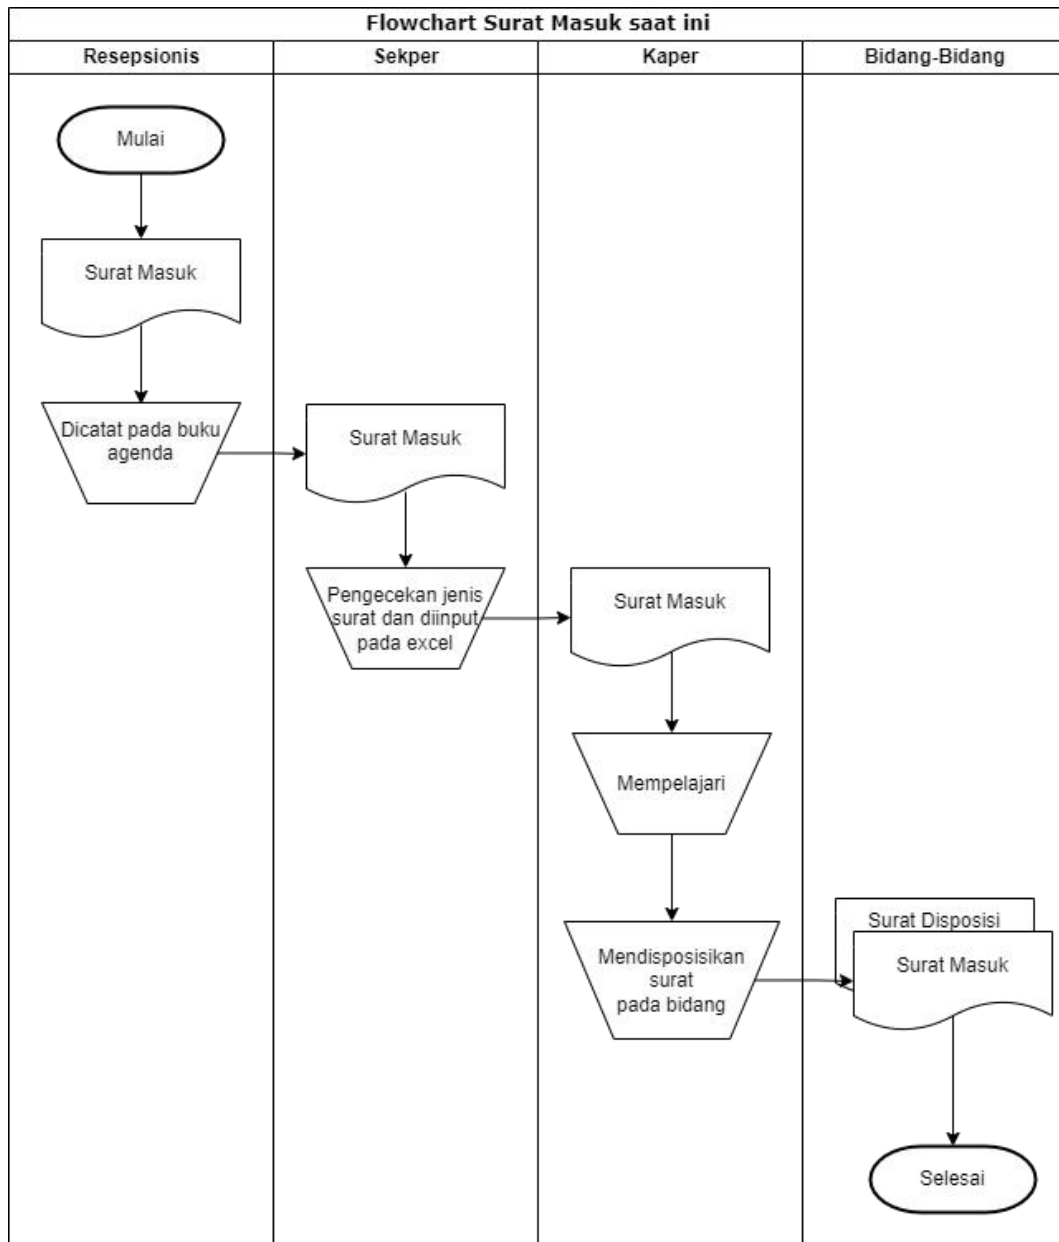 Flowchart Surat Masuk saat ini
Resepsionis
Sekper
Kaper
Bidang-Bidang
Mulai
Surat Masuk
Dicatat pada buku
agenda
Surat Masuk
Pengecekan jenis
surat dan diinput
pada excel
Surat Masuk
Mempelajari
Mendisposisikan
surat
pada bidang
Surat Disposisi
Surat Masuk
Selesai